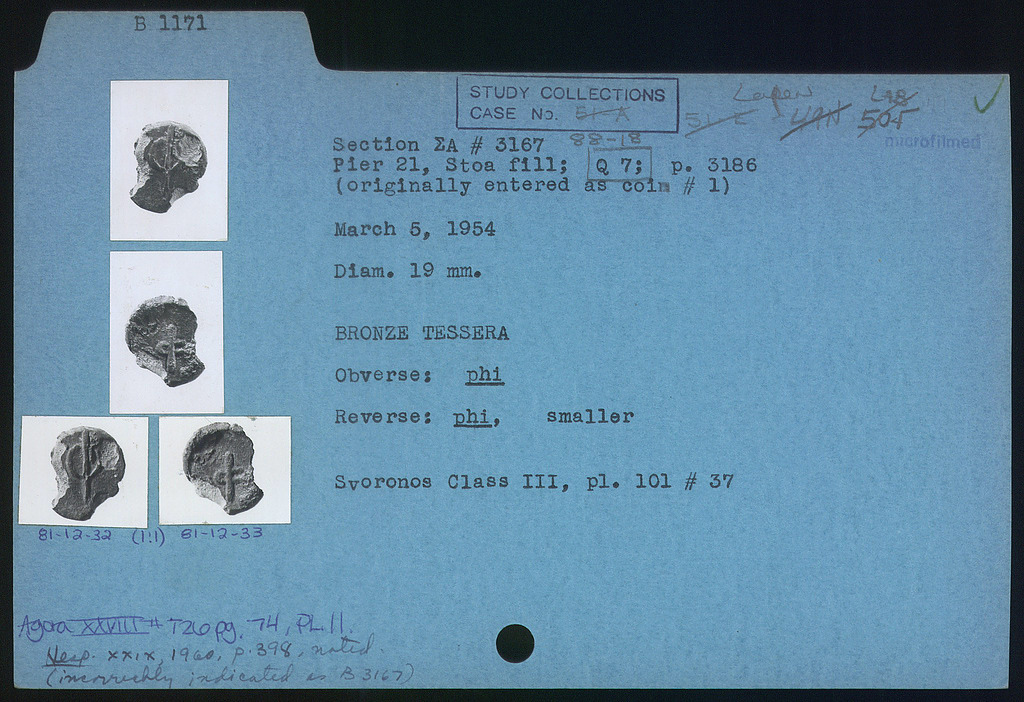 B 1171
STUDY COLLECTIONS
CASE No. 51-A
88-18
51-E
LAB
505
microfilmed
Section ΣA # 3167
Pier 21, Stoa fill; Q 7; p. 3186
(originally entered as coin # 1)
March 5, 1954
Diam. 19 mm.
BRONZE TESSERA
Obverse: phi
Reverse: phi, smaller
Svoronos Class III, pl. 101 # 37
81-12-32 (1:1) 81-12-33
Agora XXVIII # T26 pg. 74, PL.11.
Hesp. XXIX, 1960, p. 398, noted.
(incorrectly indicated as B 3167)